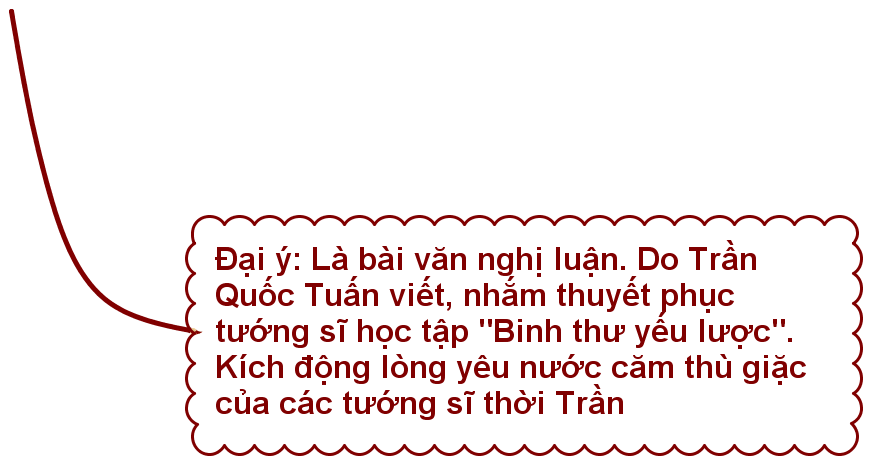 Đại ý: Là bài văn nghị luận. Do Trần
Quốc Tuấn viết, nhắm thuyết phục
tướng sĩ học tập "Binh thư yếu lược".
Kích động lòng yêu nước căm thù giặc
của các tướng sĩ thời Trần